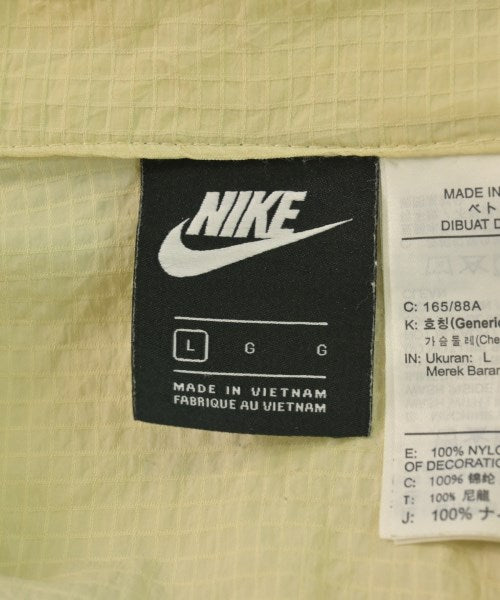 NIKE
L G G
MADE IN VIETNAM
FABRIQUE AU VIETNAM
MADE IN
ベト
DIBUAT D
C: 165/88A
K: 호칭(Generic
가슴둘레(Che
IN: Ukuran: L
Merek Baran
E: 100% NYLO
OF DECORATIO
C: 100% 锦纶
T: 100% 尼龍
J: 100% ナイ